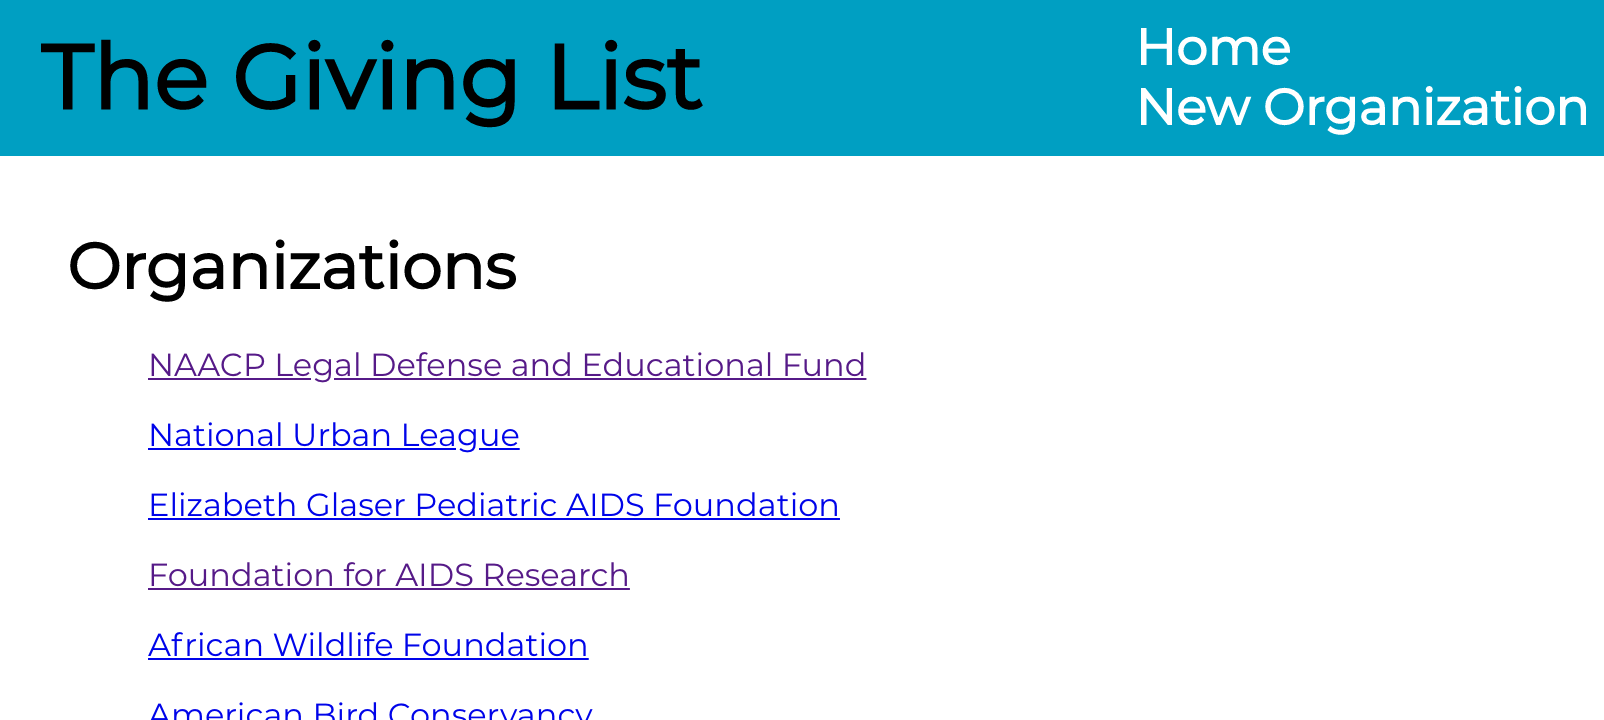 The Giving List
Home
New Organization
Organizations
NAACP Legal Defense and Educational Fund
National Urban League
Elizabeth Glaser Pediatric AIDS Foundation
Foundation for AIDS Research
African Wildlife Foundation
American Bird Conservancy